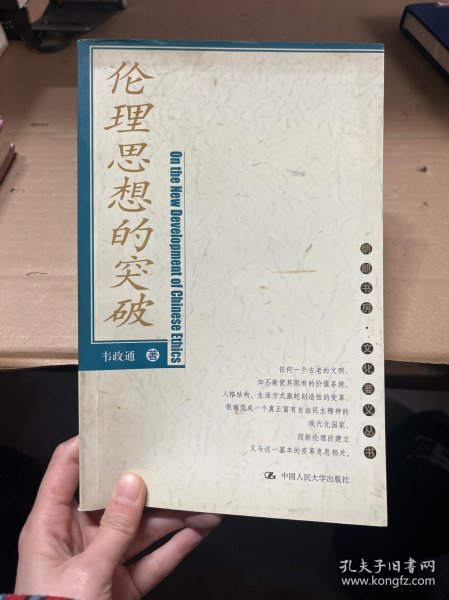 伦理思想的突破
On the New Development of Chinese Ethics
韦政通 著
明朗书房·文化要义丛书
任何一个古老的文明,
如不能使其原有的价值系统、
人格结构、生活方式激起创造性的变革,
很难完成一个真正富有自由民主精神的
现代化国家,
而新伦理的建立
又与这一基本的变革息息相关。
中国人民大学出版社
孔夫子旧书网
www.kongfz.com